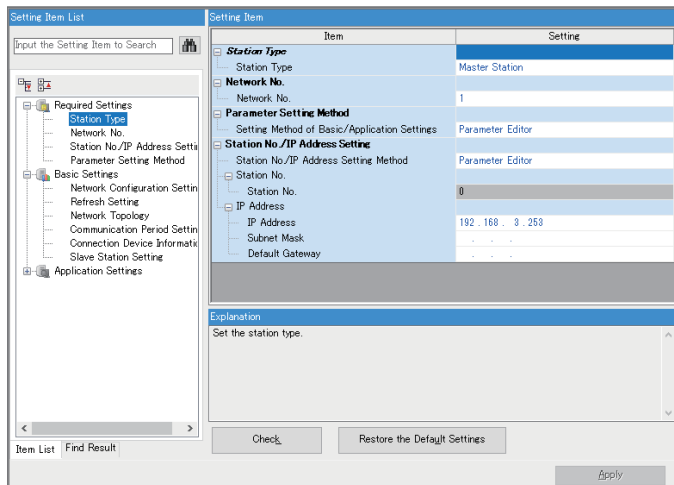 Setting Item List
Input the Setting Item to Search
Required Settings
Station Type
Network No.
Station No./IP Address Setti
Parameter Setting Method
Basic Settings
Network Configuration Settin
Refresh Setting
Network Topology
Communication Period Settin
Connection Device Informatic
Slave Station Setting
Application Settings
Item List Find Result
Setting Item
Item Setting
Station Type
Station Type Master Station
Network No.
Network No. 1
Parameter Setting Method
Setting Method of Basic/Application Settings Parameter Editor
Station No./IP Address Setting
Station No./IP Address Setting Method Parameter Editor
Station No.
Station No. 0
IP Address
IP Address 192 . 168 . 3 . 253
Subnet Mask . . .
Default Gateway . . .
Explanation
Set the station type.
Check Restore the Default Settings
Apply